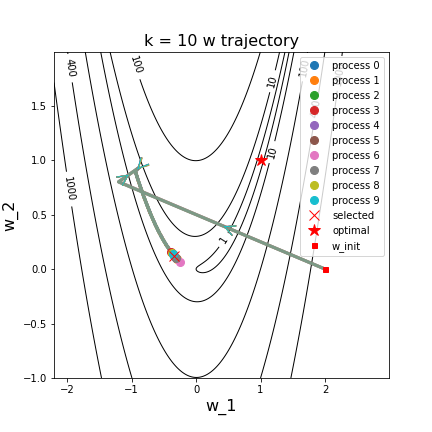 k = 10 w trajectory
w_2
1.5
1.0
0.5
0.0
−0.5
−1.0
−2
−1
0
1
2
w_1
400
100
1000
10
10
1
process 0
process 1
process 2
process 3
process 4
process 5
process 6
process 7
process 8
process 9
selected
optimal
w_init